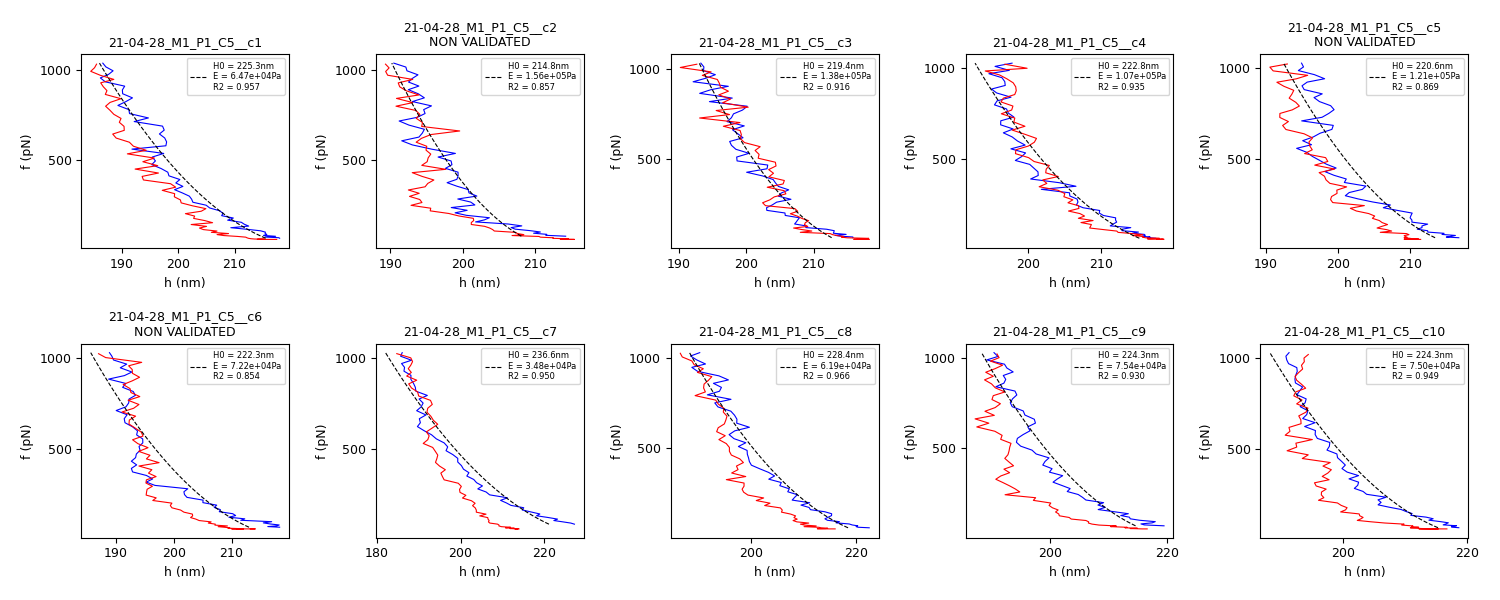 21-04-28_M1_P1_C5__c1
f (pN)
1000
500
H0 = 225.3nm
E = 6.47e+04Pa
R2 = 0.957
190 200 210
h (nm)
21-04-28_M1_P1_C5__c2
NON VALIDATED
f (pN)
1000
500
H0 = 214.8nm
E = 1.56e+05Pa
R2 = 0.857
190 200 210
h (nm)
21-04-28_M1_P1_C5__c3
f (pN)
1000
500
H0 = 219.4nm
E = 1.38e+05Pa
R2 = 0.916
190 200 210
h (nm)
21-04-28_M1_P1_C5__c4
f (pN)
1000
500
H0 = 222.8nm
E = 1.07e+05Pa
R2 = 0.935
200 210
h (nm)
21-04-28_M1_P1_C5__c5
NON VALIDATED
f (pN)
1000
500
H0 = 220.6nm
E = 1.21e+05Pa
R2 = 0.869
190 200 210
h (nm)
21-04-28_M1_P1_C5__c6
NON VALIDATED
f (pN)
1000
500
H0 = 222.3nm
E = 7.22e+04Pa
R2 = 0.854
190 200 210
h (nm)
21-04-28_M1_P1_C5__c7
f (pN)
1000
500
H0 = 236.6nm
E = 3.48e+04Pa
R2 = 0.950
180 200 220
h (nm)
21-04-28_M1_P1_C5__c8
f (pN)
1000
500
H0 = 228.4nm
E = 6.19e+04Pa
R2 = 0.966
200 220
h (nm)
21-04-28_M1_P1_C5__c9
f (pN)
1000
500
H0 = 224.3nm
E = 7.54e+04Pa
R2 = 0.930
200 220
h (nm)
21-04-28_M1_P1_C5__c10
f (pN)
1000
500
H0 = 224.3nm
E = 7.50e+04Pa
R2 = 0.949
200 220
h (nm)